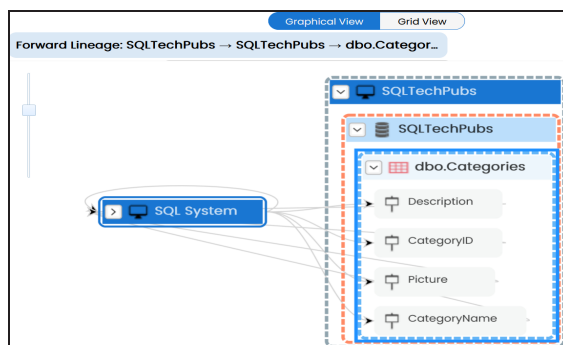 Graphical View
Grid View
Forward Lineage: SQLTechPubs → SQLTechPubs → dbo.Categor...
SQLTechPubs
SQLTechPubs
dbo.Categories
SQL System
Description
CategoryID
Picture
CategoryName